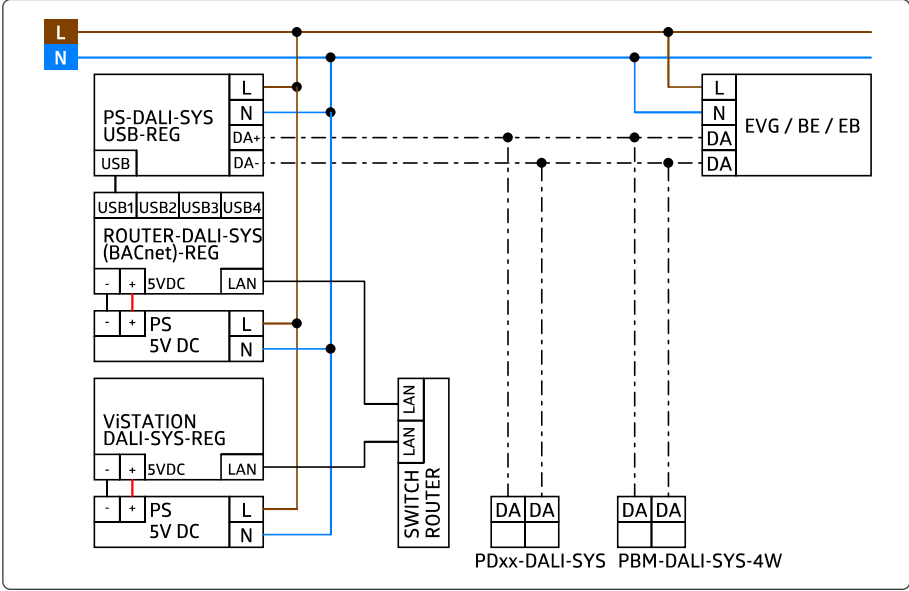 L
N
PS-DALI-SYS
USB-REG
USB
L
N
DA+
DA-
L
N
DA
DA
EVG / BE / EB
USB1 USB2 USB3 USB4
ROUTER-DALI-SYS
(BACnet)-REG
- + 5VDC LAN
- + PS
5V DC
L
N
ViSTATION
DALI-SYS-REG
- + 5VDC LAN
- + PS
5V DC
L
N
LAN
LAN
SWITCH
ROUTER
DA DA
PDxx-DALI-SYS
DA DA
PBM-DALI-SYS-4W